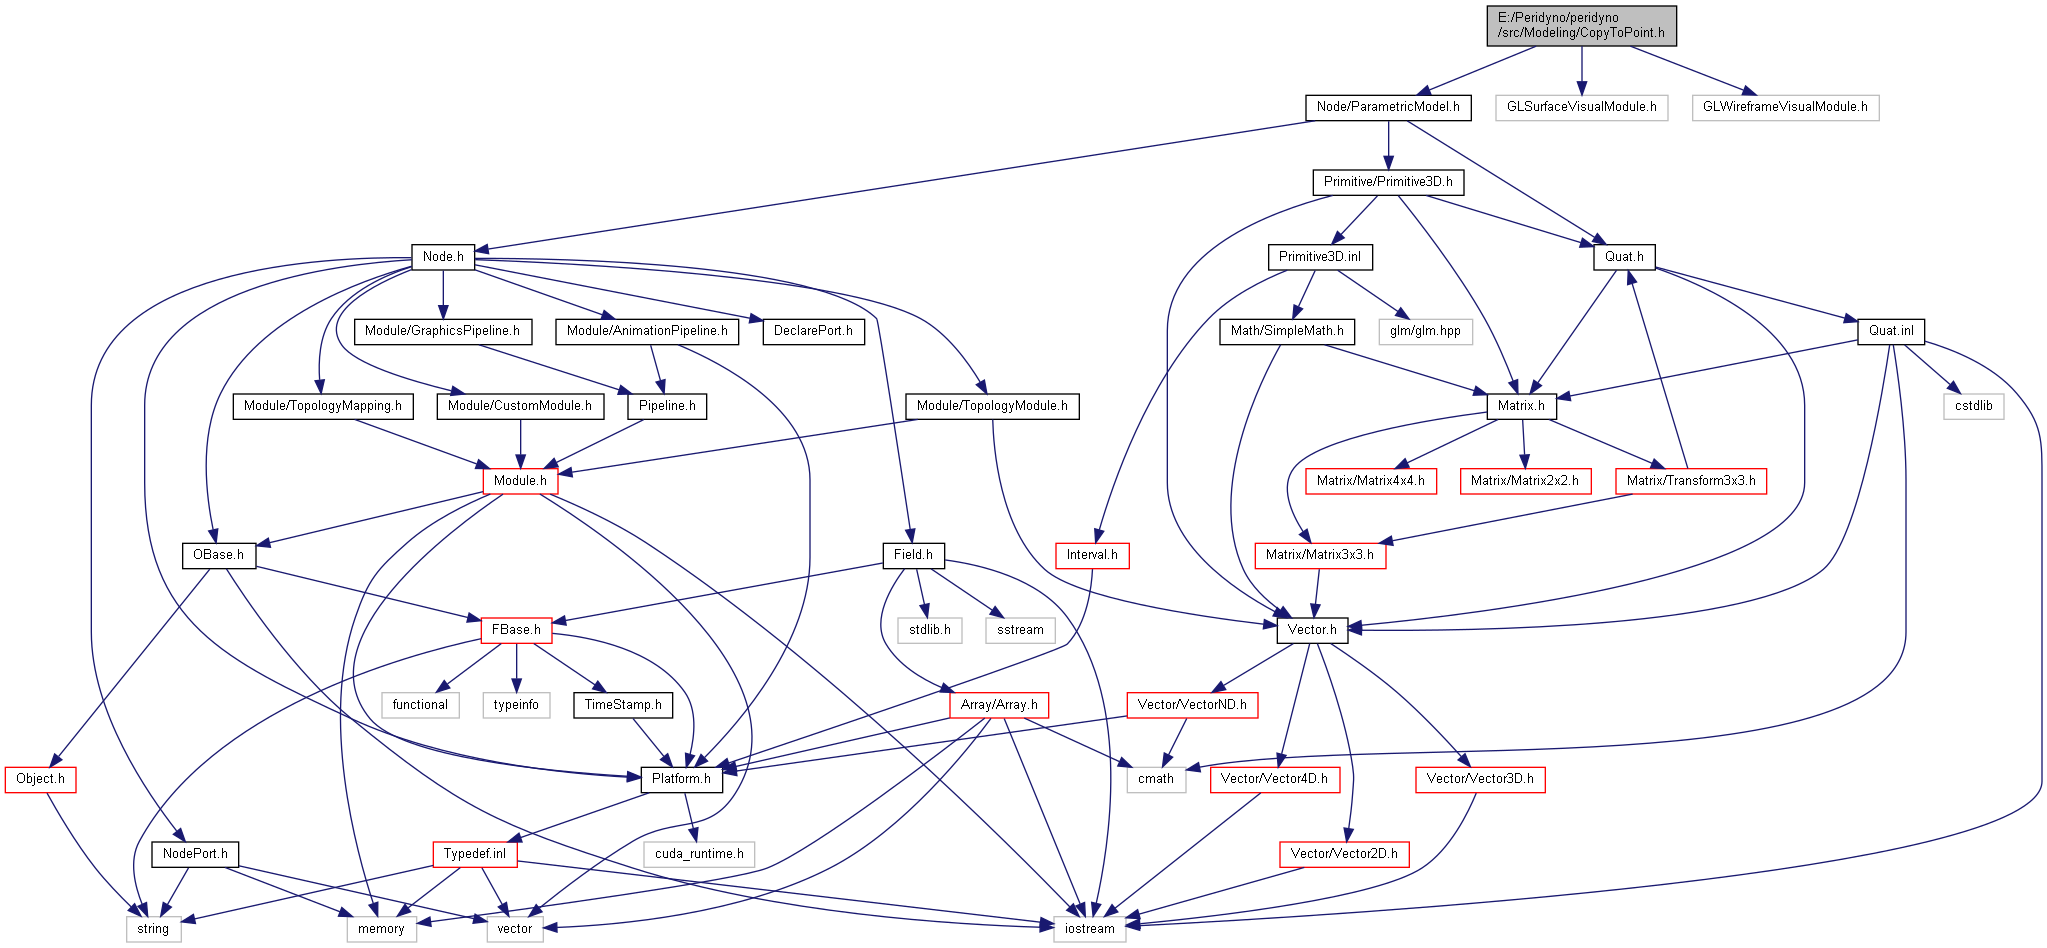 E:/Peridyno/peridyno
/src/Modeling/CopyToPoint.h
Node/ParametricModel.h
GLSurfaceVisualModule.h
GLWireframeVisualModule.h
Primitive/Primitive3D.h
Node.h
Primitive3D.inl
Quat.h
Module/GraphicsPipeline.h
Module/AnimationPipeline.h
DeclarePort.h
Math/SimpleMath.h
glm/glm.hpp
Quat.inl
Module/TopologyMapping.h
Module/CustomModule.h
Pipeline.h
Module/TopologyModule.h
Matrix.h
cstdlib
Module.h
Matrix/Matrix4x4.h
Matrix/Matrix2x2.h
Matrix/Transform3x3.h
OBase.h
Field.h
Interval.h
Matrix/Matrix3x3.h
FBase.h
stdlib.h
sstream
Vector.h
functional
typeinfo
TimeStamp.h
Array/Array.h
Vector/VectorND.h
Object.h
Platform.h
cmath
Vector/Vector4D.h
Vector/Vector3D.h
NodePort.h
Typedef.inl
cuda_runtime.h
Vector/Vector2D.h
string
memory
vector
iostream